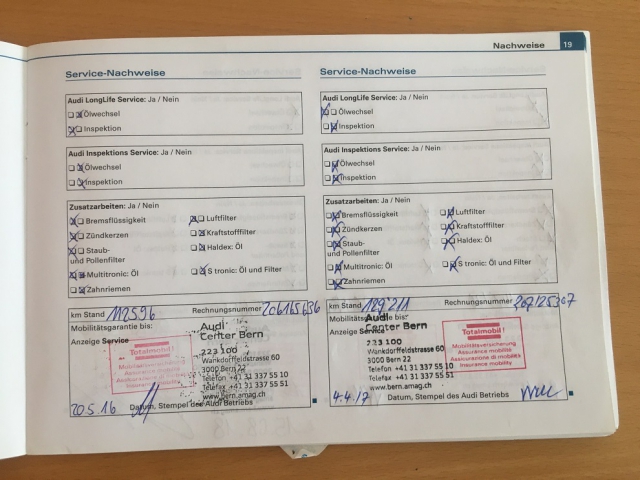 Nachweise 19
Service-Nachweise
Audi LongLife Service: Ja / Nein
Ölwechsel
Inspektion
Audi Inspektions Service: Ja / Nein
Ölwechsel
Inspektion
Zusatzarbeiten: Ja / Nein
Bremsflüssigkeit Luftfilter
Zündkerzen Kraftstofffilter
Staub- Haldex: Öl
und Pollenfilter
Multitronic: Öl S tronic: Öl und Filter
Zahnriemen
km Stand 112596 Rechnungsnummer 206165636
Mobilitätsgarantie bis:
Anzeige Service
Totalmobil!
Mobilitätsversicherung
Assurance mobilité
Assicurazione di mobilità
Insurance mobility
Audi
Center Bern
223 100
Wankdorffeldstrasse 60
3000 Bern 22
Telefon +41 31 337 55 10
Telefax +41 31 337 55 51
www.bern.amag.ch
20.5.16
Datum, Stempel des Audi Betriebs
Service-Nachweise
Audi LongLife Service: Ja / Nein
Ölwechsel
Inspektion
Audi Inspektions Service: Ja / Nein
Ölwechsel
Inspektion
Zusatzarbeiten: Ja / Nein
Bremsflüssigkeit Luftfilter
Zündkerzen Kraftstofffilter
Staub- Haldex: Öl
und Pollenfilter
Multitronic: Öl S tronic: Öl und Filter
Zahnriemen
km Stand 129211 Rechnungsnummer 207125307
Mobilitätsgarantie bis:
Anzeige Service
Audi
Center Bern
223 100
Wankdorffeldstrasse 60
3000 Bern 22
Telefon +41 31 337 55 10
Telefax +41 31 337 55 51
www.bern.amag.ch
Totalmobil!
Mobilitätsversicherung
Assurance mobilité
Assicurazione di mobilità
Insurance mobility
4.4.17
Datum, Stempel des Audi Betriebs